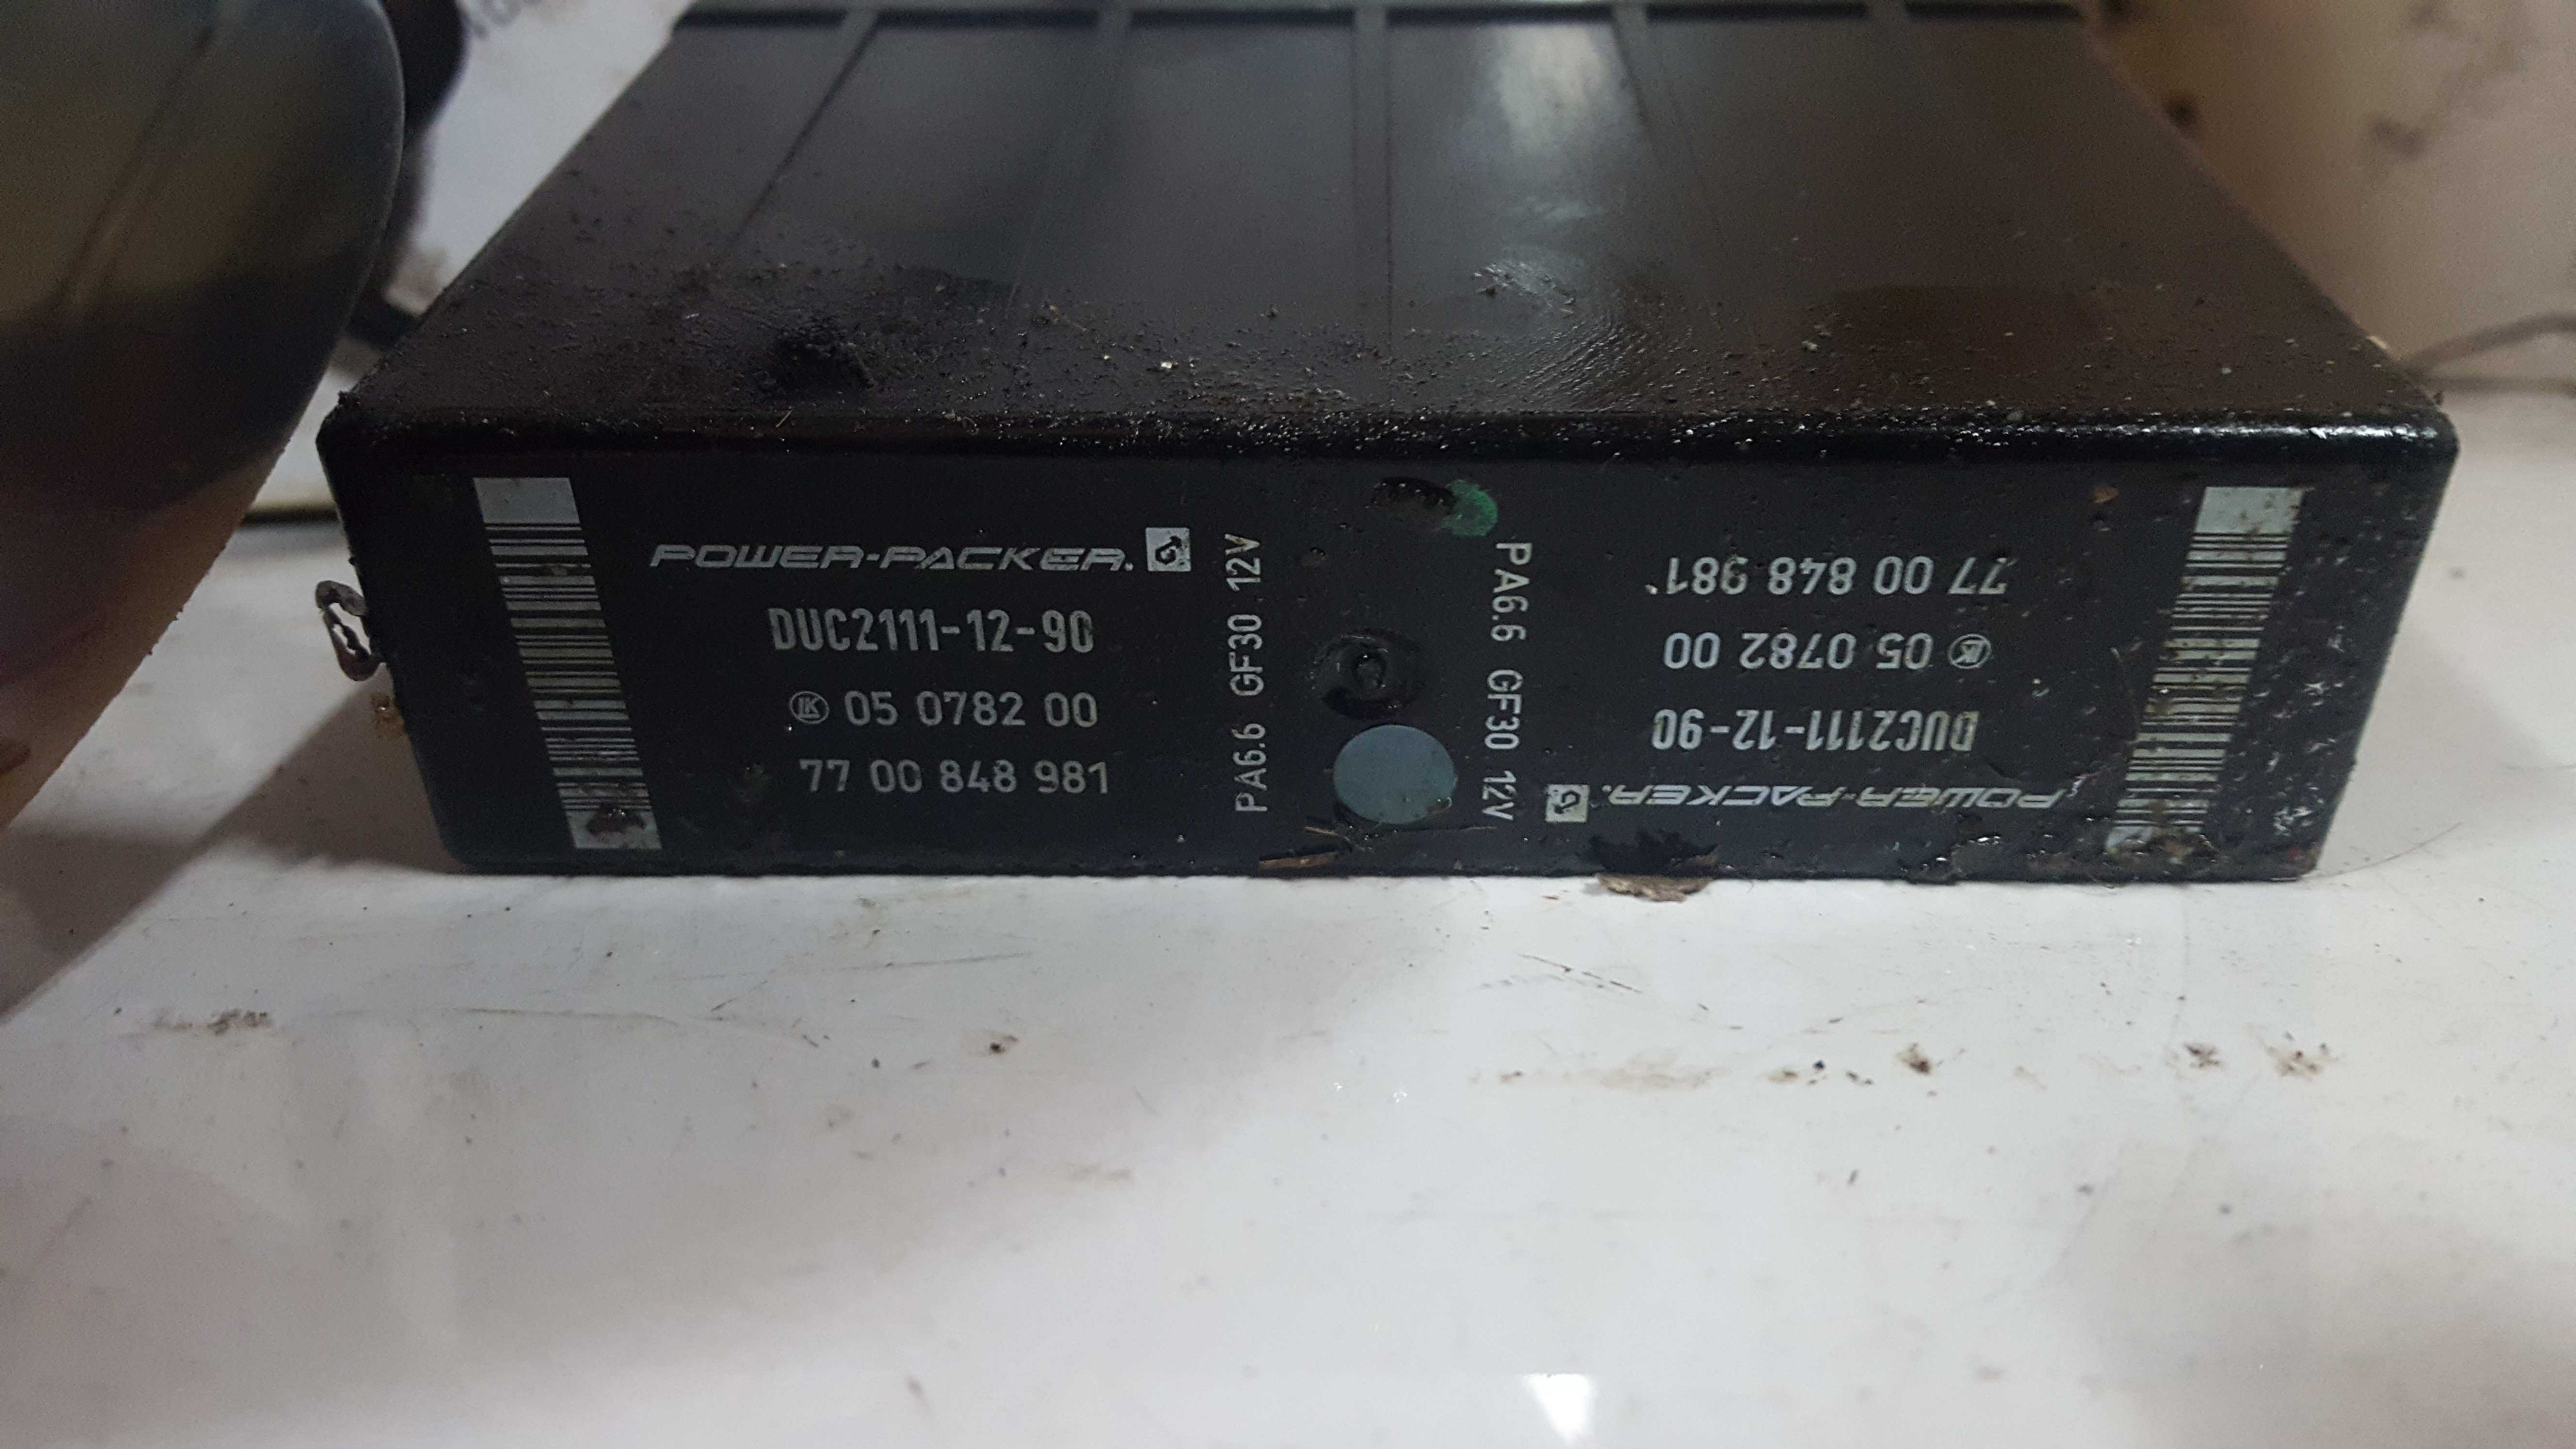 POWER-PACKER.
DUC2111-12-90
05 0782 00
77 00 848 981
PA6.6 GF30 12V
PA6.6 GF30 12V
POWER-PACKER.
DUC2111-12-90
05 0782 00
77 00 848 981